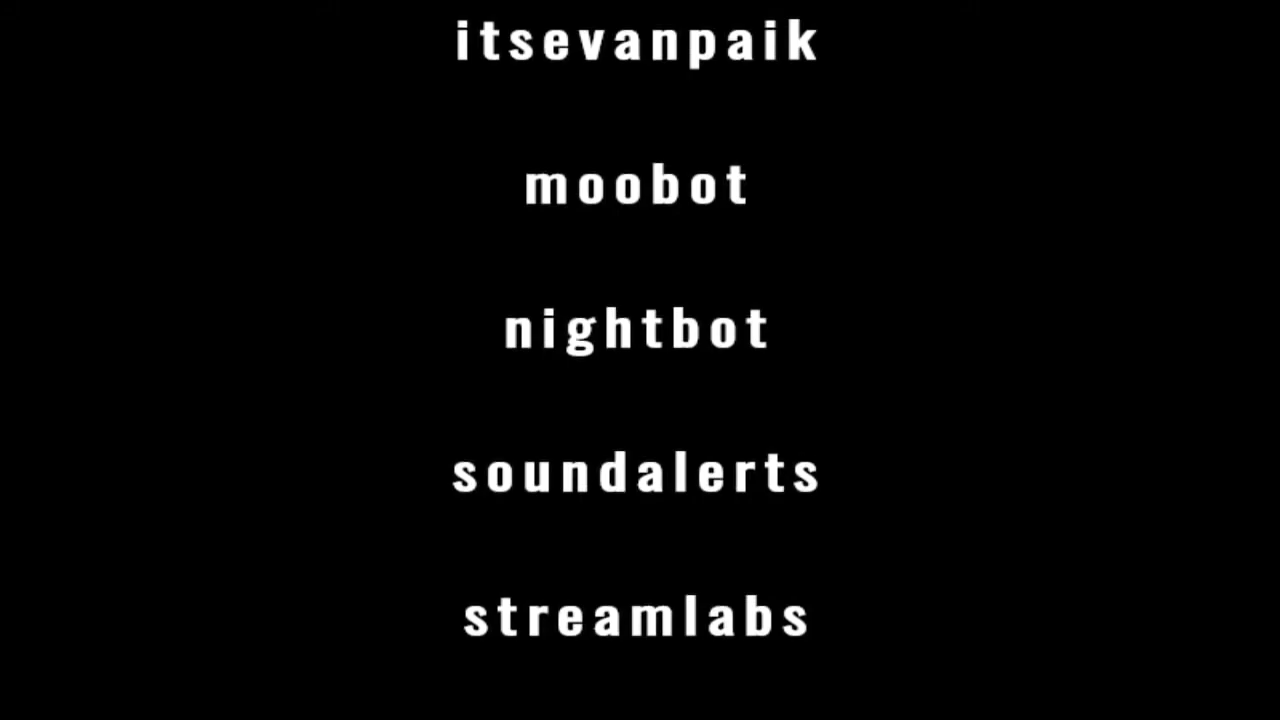 itsevanpaik
moobot
nightbot
soundalerts
streamlabs